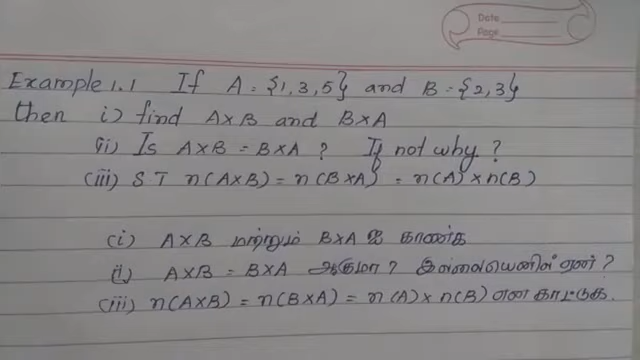 Date
Page
Example 1.1 If A = {1, 3, 5} and B = {2, 3}
then i) find A×B and B×A
(ii) Is A×B = B×A ? If not why ?
(iii) S T n(A×B) = n(B×A) = n(A) × n(B)
(i) A×B மற்றும் B×A ஐ காண்க
ii) A×B = B×A ஆகுமா ? இல்லையெனில் ஏன் ?
(iii) n(A×B) = n(B×A) = n(A) × n(B) என காட்டுக.